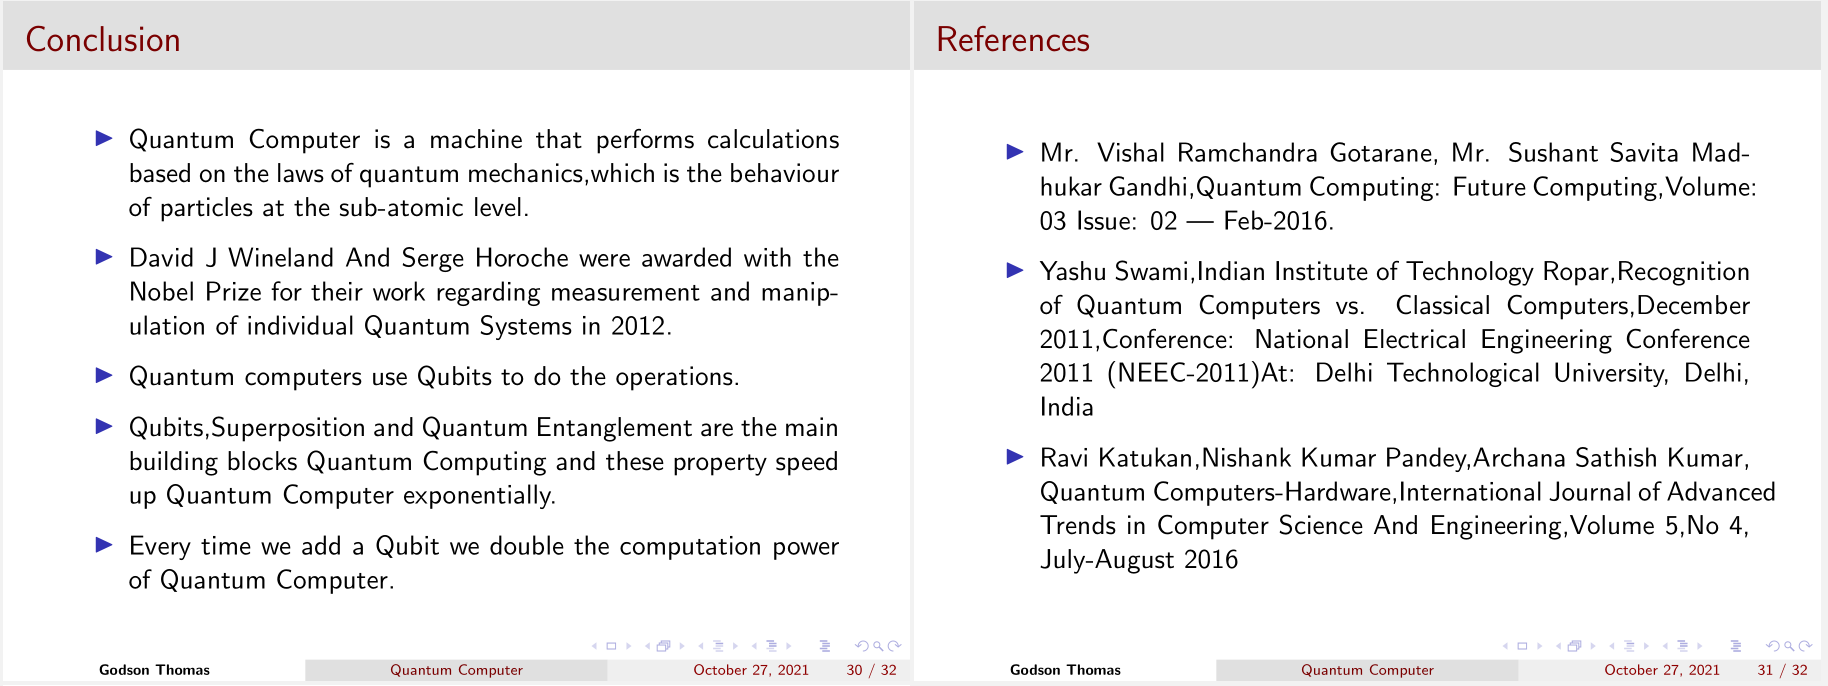 Conclusion
Quantum Computer is a machine that performs calculations
based on the laws of quantum mechanics,which is the behaviour
of particles at the sub-atomic level.
David J Wineland And Serge Horoche were awarded with the
Nobel Prize for their work regarding measurement and manip-
ulation of individual Quantum Systems in 2012.
Quantum computers use Qubits to do the operations.
Qubits,Superposition and Quantum Entanglement are the main
building blocks Quantum Computing and these property speed
up Quantum Computer exponentially.
Every time we add a Qubit we double the computation power
of Quantum Computer.
Godson Thomas Quantum Computer October 27, 2021 30 / 32
References
Mr. Vishal Ramchandra Gotarane, Mr. Sushant Savita Mad-
hukar Gandhi,Quantum Computing: Future Computing,Volume:
03 Issue: 02 — Feb-2016.
Yashu Swami,Indian Institute of Technology Ropar,Recognition
of Quantum Computers vs. Classical Computers,December
2011,Conference: National Electrical Engineering Conference
2011 (NEEC-2011)At: Delhi Technological University, Delhi,
India
Ravi Katukan,Nishank Kumar Pandey,Archana Sathish Kumar,
Quantum Computers-Hardware,International Journal of Advanced
Trends in Computer Science And Engineering,Volume 5,No 4,
July-August 2016
Godson Thomas Quantum Computer October 27, 2021 31 / 32